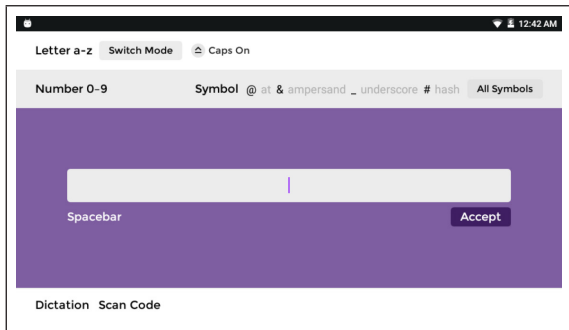 12:42 AM
Letter a-z Switch Mode Caps On
Number 0-9 Symbol @ at & ampersand _ underscore # hash All Symbols
Spacebar Accept
Dictation Scan Code